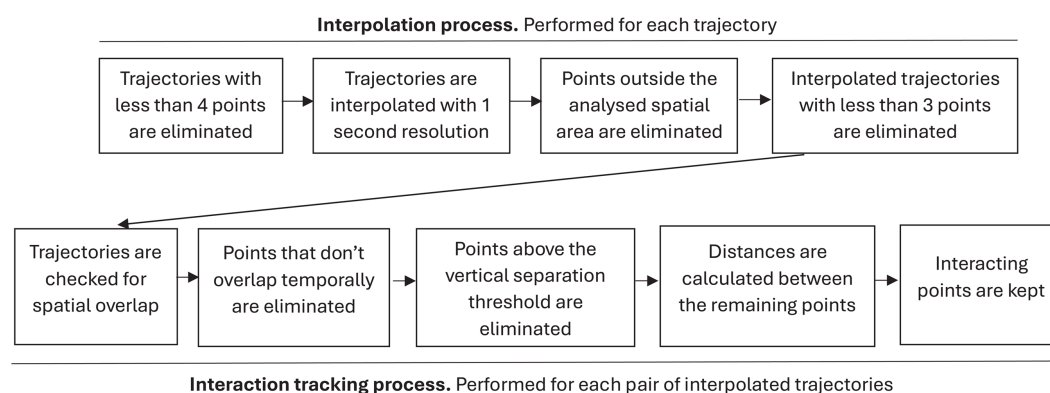 Interpolation process. Performed for each trajectory
Trajectories with
less than 4 points
are eliminated
Trajectories are
interpolated with 1
second resolution
Points outside the
analysed spatial
area are eliminated
Interpolated trajectories
with less than 3 points
are eliminated
Trajectories are
checked for
spatial overlap
Points that don’t
overlap temporally
are eliminated
Points above the
vertical separation
threshold are
eliminated
Distances are
calculated between
the remaining points
Interacting
points are kept
Interaction tracking process. Performed for each pair of interpolated trajectories